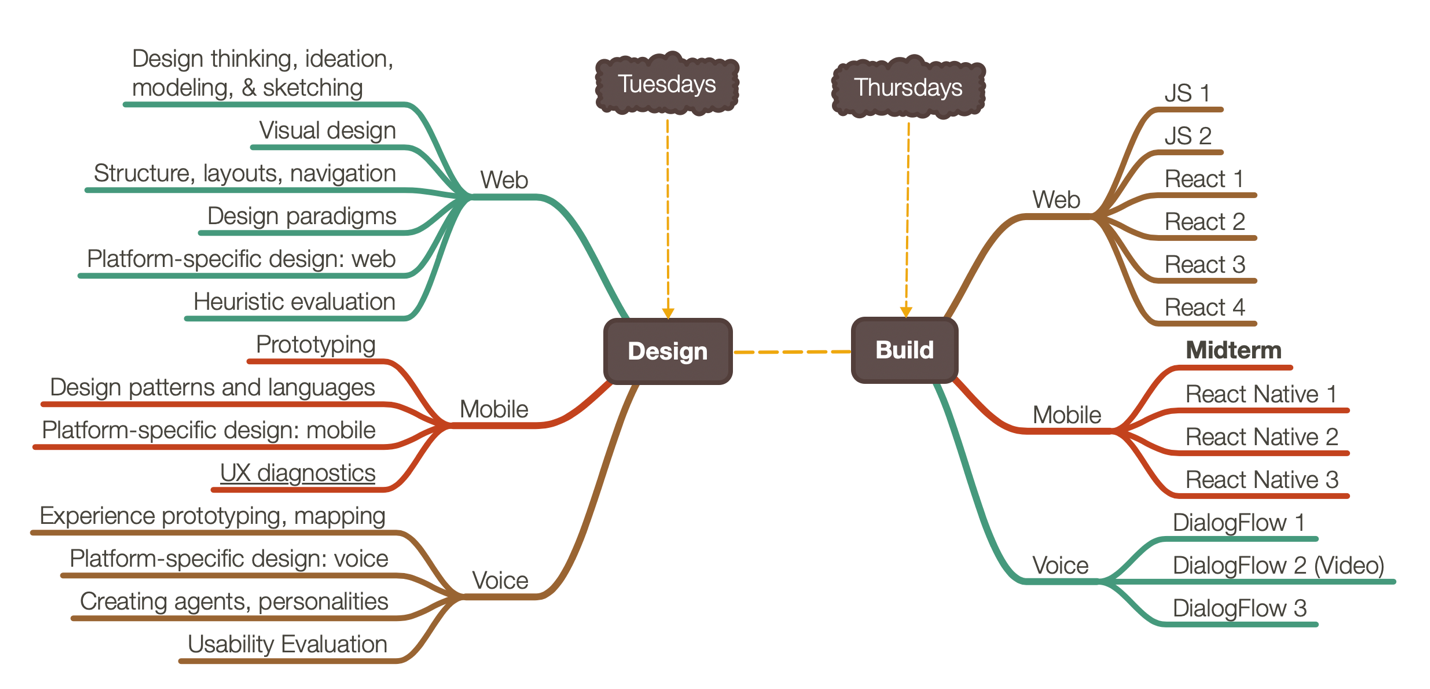 Tuesdays
Thursdays
Design
Build
Web
Design thinking, ideation,
modeling, & sketching
Visual design
Structure, layouts, navigation
Design paradigms
Platform-specific design: web
Heuristic evaluation
Mobile
Prototyping
Design patterns and languages
Platform-specific design: mobile
UX diagnostics
Voice
Experience prototyping, mapping
Platform-specific design: voice
Creating agents, personalities
Usability Evaluation
Web
JS 1
JS 2
React 1
React 2
React 3
React 4
Mobile
Midterm
React Native 1
React Native 2
React Native 3
Voice
DialogFlow 1
DialogFlow 2 (Video)
DialogFlow 3